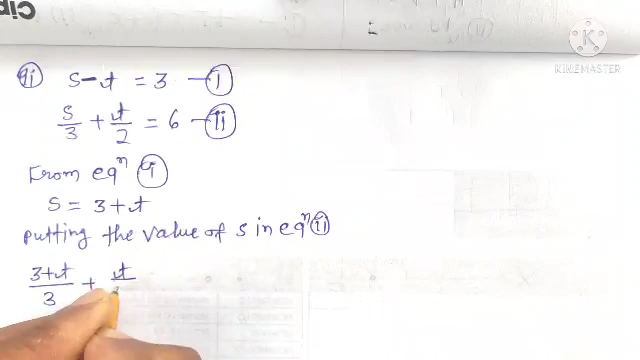 ii) s - t = 3 — i
s/3 + t/2 = 6 — ii
From eqⁿ i
s = 3+t
putting the value of s in eqⁿ ii
3+t/3 + t/
KINEMASTER